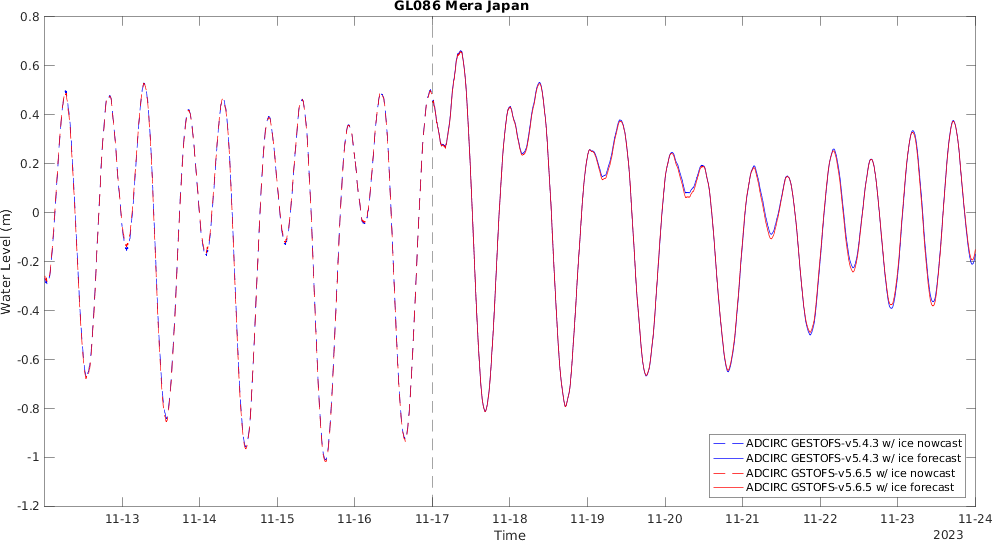 GL086 Mera Japan
0.8
0.6
0.4
0.2
0
-0.2
-0.4
-0.6
-0.8
-1
-1.2
Water Level (m)
ADCIRC GESTOFS-v5.4.3 w/ ice nowcast
ADCIRC GESTOFS-v5.4.3 w/ ice forecast
ADCIRC GSTOFS-v5.6.5 w/ ice nowcast
ADCIRC GSTOFS-v5.6.5 w/ ice forecast
11-13 11-14 11-15 11-16 11-17 11-18 11-19 11-20 11-21 11-22 11-23 11-24
Time
2023